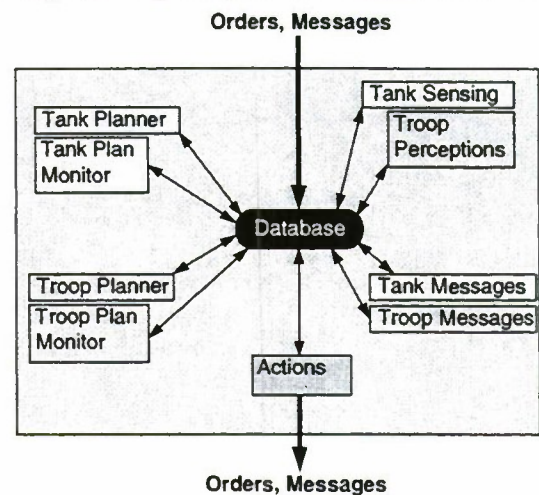 Orders, Messages
Tank Planner
Tank Plan
Monitor
Tank Sensing
Troop
Perceptions
Database
Troop Planner
Troop Plan
Monitor
Tank Messages
Troop Messages
Actions
Orders, Messages